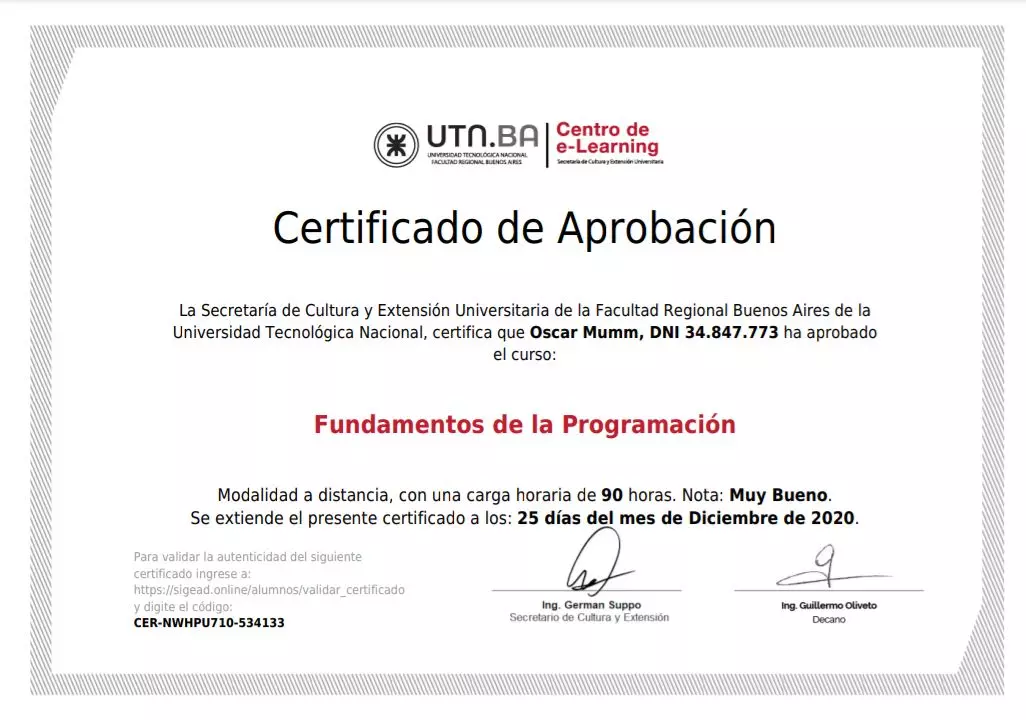 UTN.BA
UNIVERSIDAD TECNOLÓGICA NACIONAL
FACULTAD REGIONAL BUENOS AIRES
Centro de
e-Learning
Secretaría de Cultura y Extensión Universitaria
Certificado de Aprobación
La Secretaría de Cultura y Extensión Universitaria de la Facultad Regional Buenos Aires de la
Universidad Tecnológica Nacional, certifica que Oscar Mumm, DNI 34.847.773 ha aprobado
el curso:
Fundamentos de la Programación
Modalidad a distancia, con una carga horaria de 90 horas. Nota: Muy Bueno.
Se extiende el presente certificado a los: 25 días del mes de Diciembre de 2020.
Para validar la autenticidad del siguiente
certificado ingrese a:
https://sigead.online/alumnos/validar_certificado
y digite el código:
CER-NWHPU710-534133
Ing. German Suppo
Secretario de Cultura y Extensión
Ing. Guillermo Oliveto
Decano